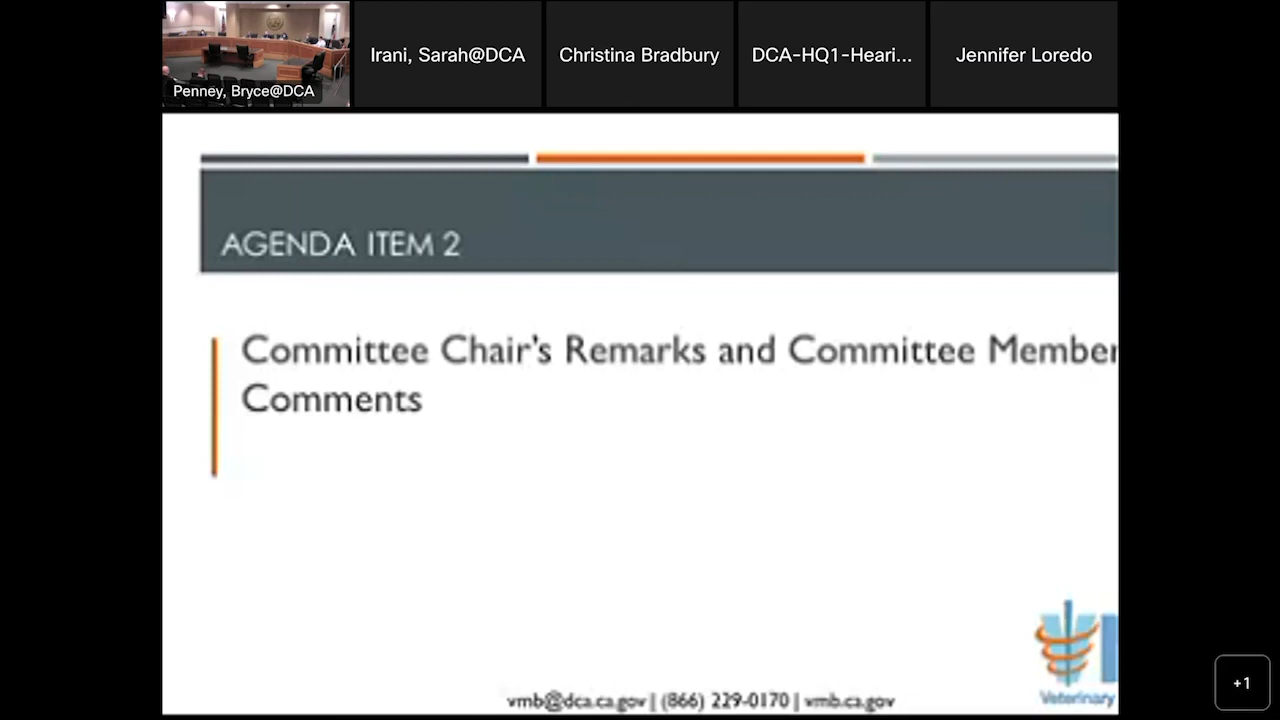 Penney, Bryce@DCA
Irani, Sarah@DCA
Christina Bradbury
DCA-HQ1-Heari...
Jennifer Loredo
AGENDA ITEM 2
Committee Chair's Remarks and Committee Member
Comments
Veterinary
vmb@dca.ca.gov | (866) 229-0170 | vmb.ca.gov
+1